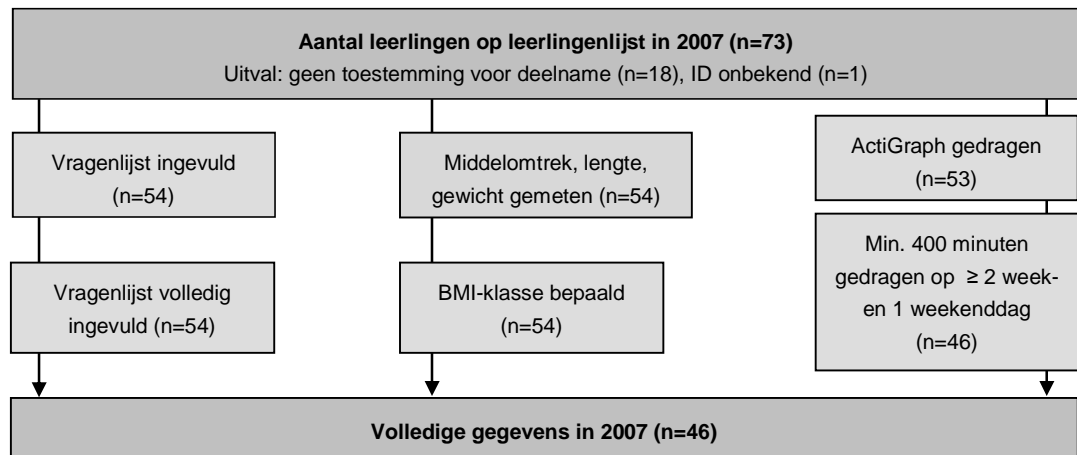 Aantal leerlingen op leerlingenlijst in 2007 (n=73)
Uitval: geen toestemming voor deelname (n=18), ID onbekend (n=1)
Vragenlijst ingevuld
(n=54)
Middelomtrek, lengte,
gewicht gemeten (n=54)
ActiGraph gedragen
(n=53)
Vragenlijst volledig
ingevuld (n=54)
BMI-klasse bepaald
(n=54)
Min. 400 minuten
gedragen op ≥ 2 week-
en 1 weekenddag
(n=46)
Volledige gegevens in 2007 (n=46)